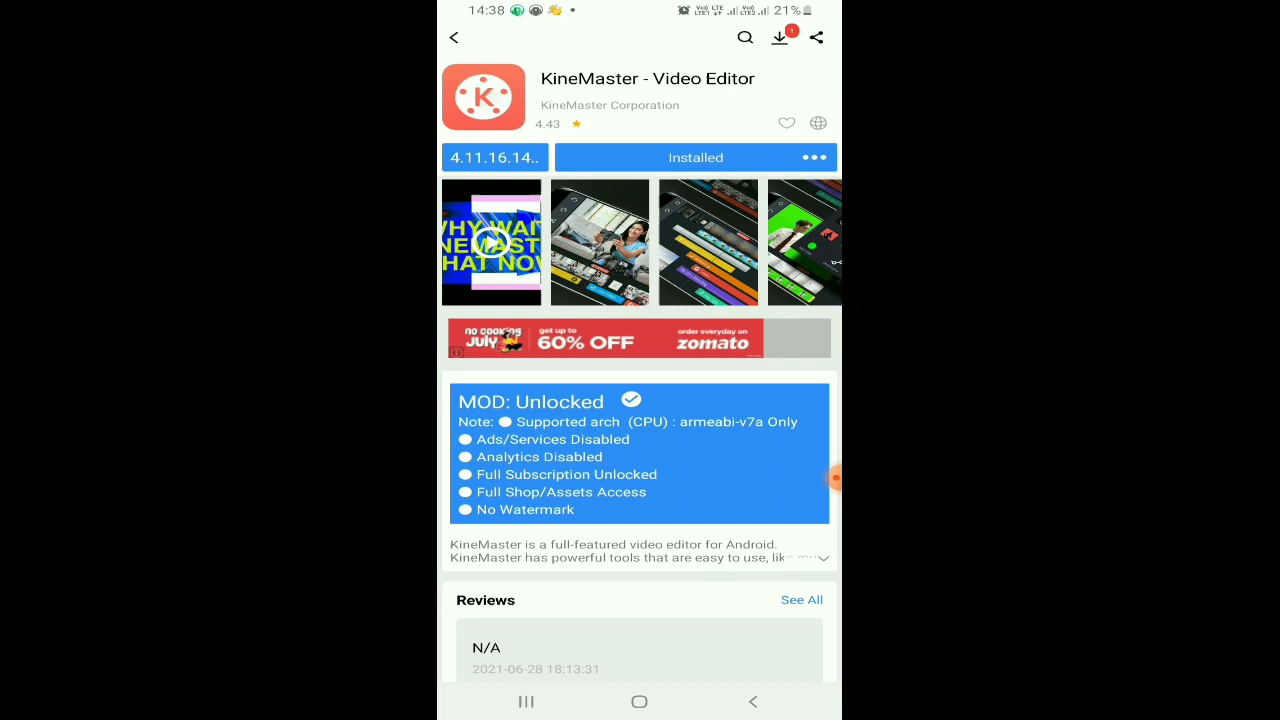 14:38
21%
1
KineMaster - Video Editor
K
KineMaster Corporation
4.43
4.11.16.14..
Installed
WHY WAIT
NEMAST
HAT NOW
no cooking
July
get up to
60% OFF
order everyday on
zomato
MOD: Unlocked
Note: ● Supported arch (CPU) : armeabi-v7a Only
● Ads/Services Disabled
● Analytics Disabled
● Full Subscription Unlocked
● Full Shop/Assets Access
● No Watermark
KineMaster is a full-featured video editor for Android.
KineMaster has powerful tools that are easy to use, lik
Reviews
See All
N/A
2021-06-28 18:13:31